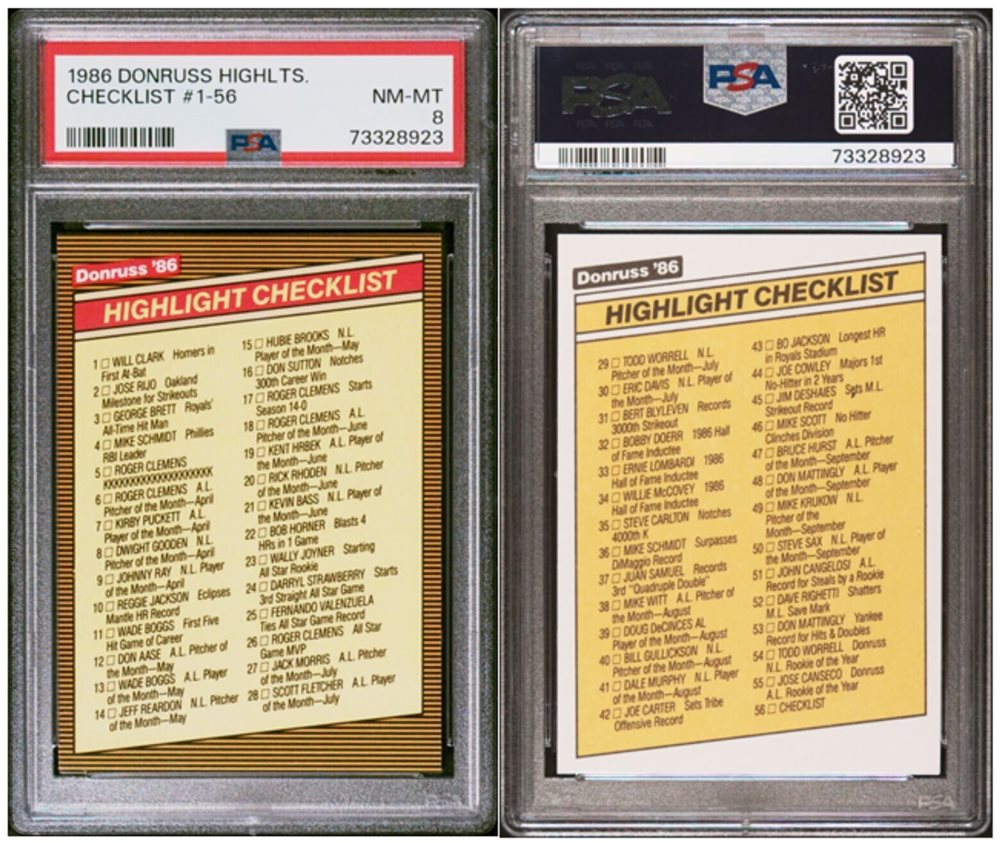 1986 DONRUSS HIGHLTS.
CHECKLIST #1-56
NM-MT
8
PSA
73328923
Donruss '86
HIGHLIGHT CHECKLIST
1 □ WILL CLARK Homers in
First At-Bat
2 □ JOSE RIJO Oakland
Milestone for Strikeouts
3 □ GEORGE BRETT Royals'
All-Time Hit Man
4 □ MIKE SCHMIDT Phillies
RBI Leader
5 □ ROGER CLEMENS
KKKKKKKKKKKKKKKKKKKK
6 □ ROGER CLEMENS A.L.
Pitcher of the Month—April
7 □ KIRBY PUCKETT A.L.
Player of the Month—April
8 □ DWIGHT GOODEN N.L.
Pitcher of the Month—April
9 □ JOHNNY RAY N.L. Player
of the Month—April
10 □ REGGIE JACKSON Eclipses
Mantle HR Record
11 □ WADE BOGGS First Five
Hit Game of Career
12 □ DON AASE A.L. Pitcher of
the Month—May
13 □ WADE BOGGS A.L. Player
of the Month—May
14 □ JEFF REARDON N.L. Pitcher
of the Month—May
15 □ HUBIE BROOKS N.L.
Player of the Month—May
16 □ DON SUTTON Notches
300th Career Win
17 □ ROGER CLEMENS Starts
Season 14-0
18 □ ROGER CLEMENS A.L.
Pitcher of the Month—June
19 □ KENT HRBEK A.L. Player of
the Month—June
20 □ RICK RHODEN N.L. Pitcher
of the Month—June
21 □ KEVIN BASS N.L. Player of
the Month—June
22 □ BOB HORNER Blasts 4
HRs in 1 Game
23 □ WALLY JOYNER Starting
All Star Rookie
24 □ DARRYL STRAWBERRY Starts
3rd Straight All Star Game
25 □ FERNANDO VALENZUELA
Ties All Star Game Record
26 □ ROGER CLEMENS All Star
Game MVP
27 □ JACK MORRIS A.L. Pitcher
of the Month—July
28 □ SCOTT FLETCHER A.L. Player
of the Month—July
PSA
PSA
73328923
Donruss '86
HIGHLIGHT CHECKLIST
29 □ TODD WORRELL N.L.
Pitcher of the Month—July
30 □ ERIC DAVIS N.L. Player of
the Month—July
31 □ BERT BLYLEVEN Records
3000th Strikeout
32 □ BOBBY DOERR 1986 Hall
of Fame Inductee
33 □ ERNIE LOMBARDI 1986
Hall of Fame Inductee
34 □ WILLIE McCOVEY 1986
Hall of Fame Inductee
35 □ STEVE CARLTON Notches
4000th K
36 □ MIKE SCHMIDT Surpasses
DiMaggio Record
37 □ JUAN SAMUEL Records
3rd "Quadruple Double"
38 □ MIKE WITT A.L. Pitcher of
the Month—August
39 □ DOUG DeCINCES AL
Player of the Month—August
40 □ BILL GULLICKSON N.L.
Pitcher of the Month—August
41 □ DALE MURPHY N.L. Player
of the Month—August
42 □ JOE CARTER Sets Tribe
Offensive Record
43 □ BO JACKSON Longest HR
in Royals Stadium
44 □ JOE COWLEY Majors 1st
No-Hitter in 2 Years
45 □ JIM DESHAIES Sets M.L.
Strikeout Record
46 □ MIKE SCOTT No Hitter
Clinches Division
47 □ BRUCE HURST A.L. Pitcher
of the Month—September
48 □ DON MATTINGLY A.L. Player
of the Month—September
49 □ MIKE KRUKOW N.L.
Pitcher of the
Month—September
50 □ STEVE SAX N.L. Player of
the Month—September
51 □ JOHN CANGELOSI A.L.
Record for Steals by a Rookie
52 □ DAVE RIGHETTI Shatters
M.L. Save Mark
53 □ DON MATTINGLY Yankee
Record for Hits & Doubles
54 □ TODD WORRELL Donruss
N.L. Rookie of the Year
55 □ JOSE CANSECO Donruss
A.L. Rookie of the Year
56 □ CHECKLIST
PSA